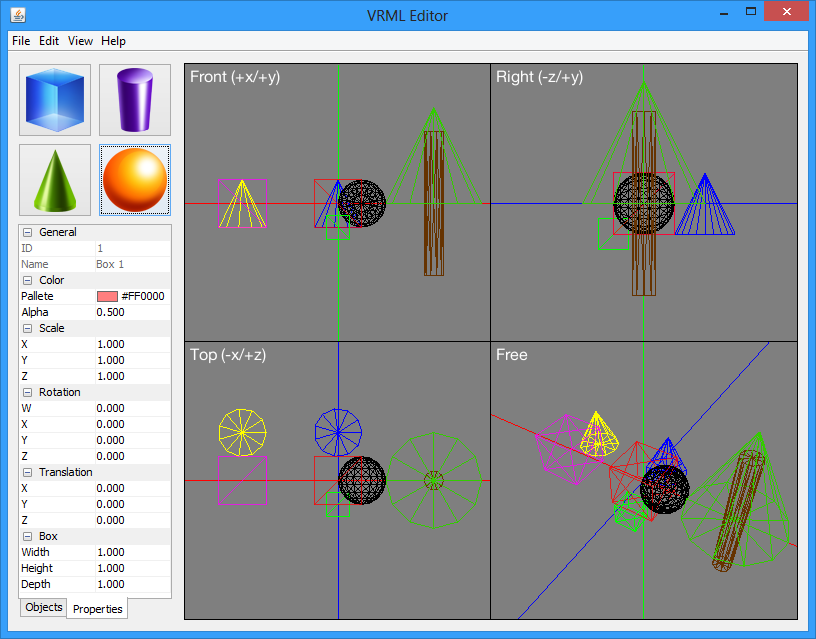 VRML Editor
File Edit View Help
General
ID 1
Name Box 1
Color
Pallete #FF0000
Alpha 0.500
Scale
X 1.000
Y 1.000
Z 1.000
Rotation
W 0.000
X 0.000
Y 0.000
Z 0.000
Translation
X 0.000
Y 0.000
Z 0.000
Box
Width 1.000
Height 1.000
Depth 1.000
Objects Properties
Front (+x/+y)
Right (-z/+y)
Top (-x/+z)
Free